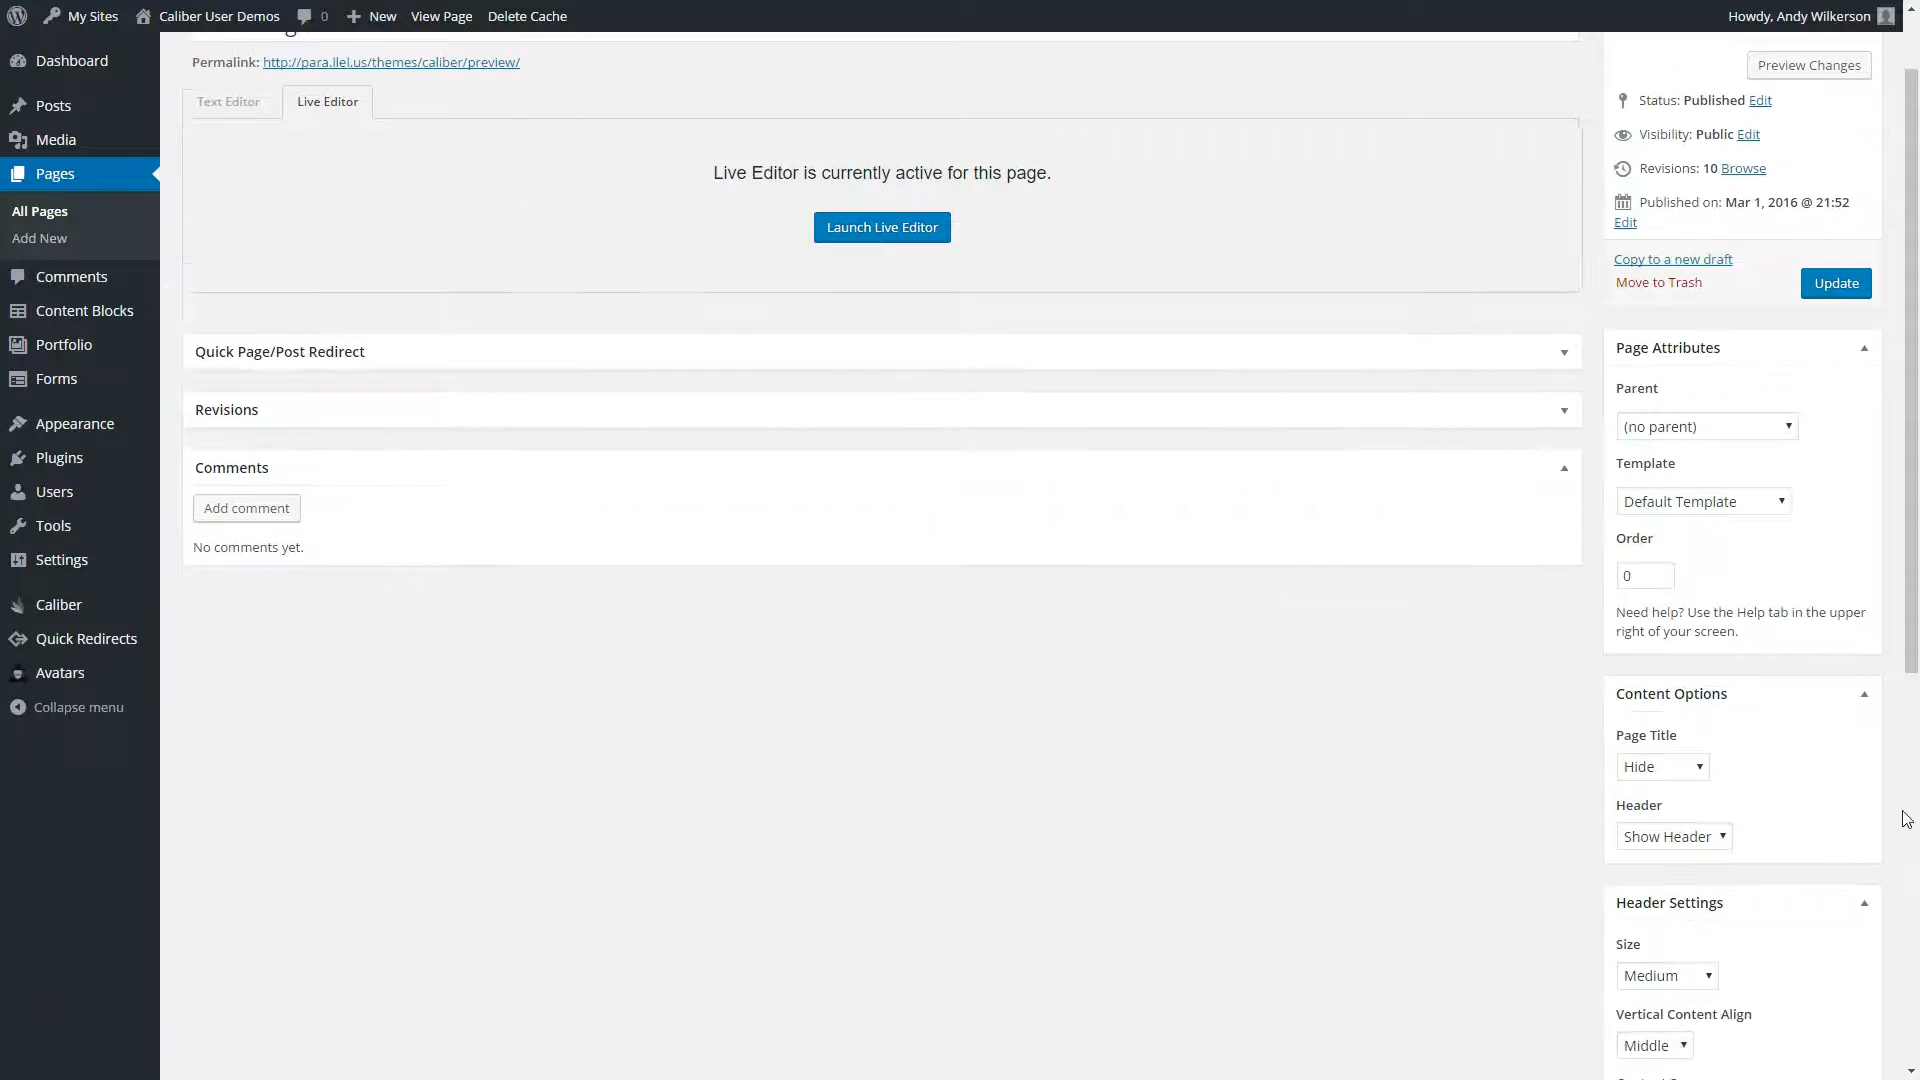 My Sites
Caliber User Demos
0
New
View Page
Delete Cache
Howdy, Andy Wilkerson
Dashboard
Posts
Media
Pages
All Pages
Add New
Comments
Content Blocks
Portfolio
Forms
Appearance
Plugins
Users
Tools
Settings
Caliber
Quick Redirects
Avatars
Collapse menu
Permalink: http://para.llel.us/themes/caliber/preview/
Text Editor
Live Editor
Live Editor is currently active for this page.
Launch Live Editor
Quick Page/Post Redirect
Revisions
Comments
Add comment
No comments yet.
Preview Changes
Status: Published Edit
Visibility: Public Edit
Revisions: 10 Browse
Published on: Mar 1, 2016 @ 21:52
Edit
Copy to a new draft
Move to Trash
Update
Page Attributes
Parent
(no parent)
Template
Default Template
Order
0
Need help? Use the Help tab in the upper
right of your screen.
Content Options
Page Title
Hide
Header
Show Header
Header Settings
Size
Medium
Vertical Content Align
Middle